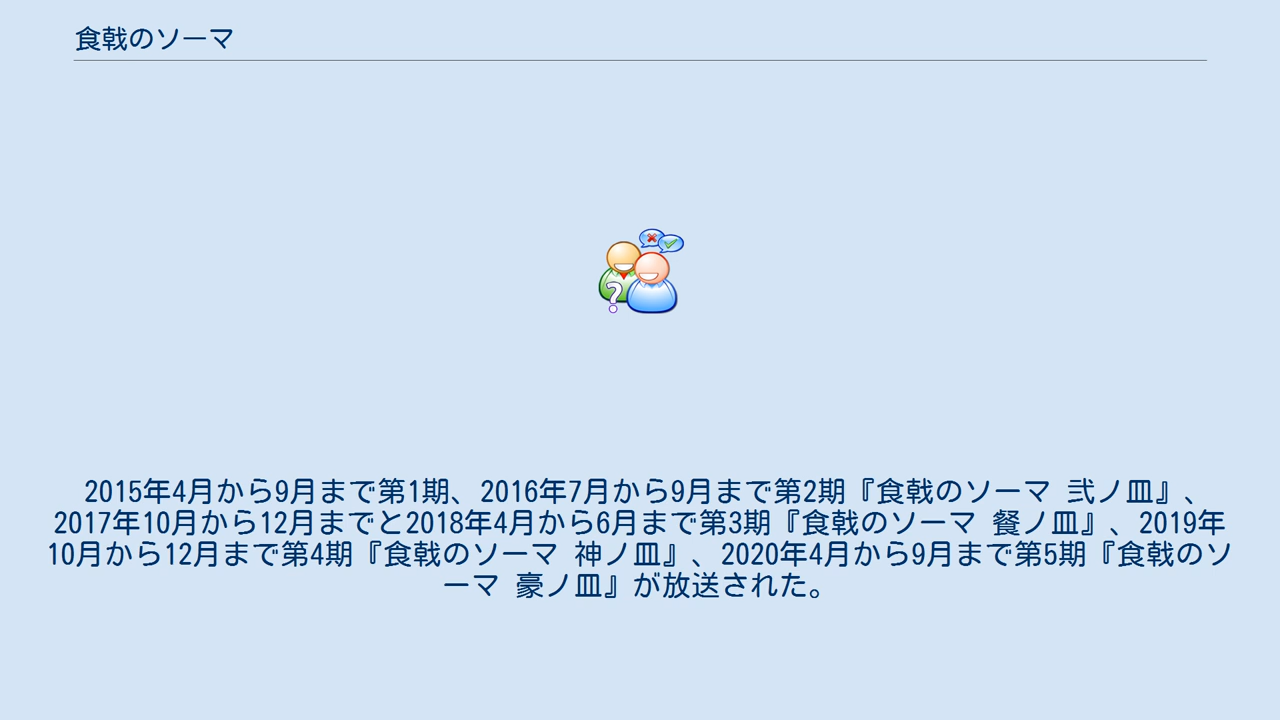 食戟のソーマ
2015年4月から9月まで第1期、2016年7月から9月まで第2期『食戟のソーマ 弐ノ皿』、
2017年10月から12月までと2018年4月から6月まで第3期『食戟のソーマ 餐ノ皿』、2019年
10月から12月まで第4期『食戟のソーマ 神ノ皿』、2020年4月から9月まで第5期『食戟のソ
ーマ 豪ノ皿』が放送された。